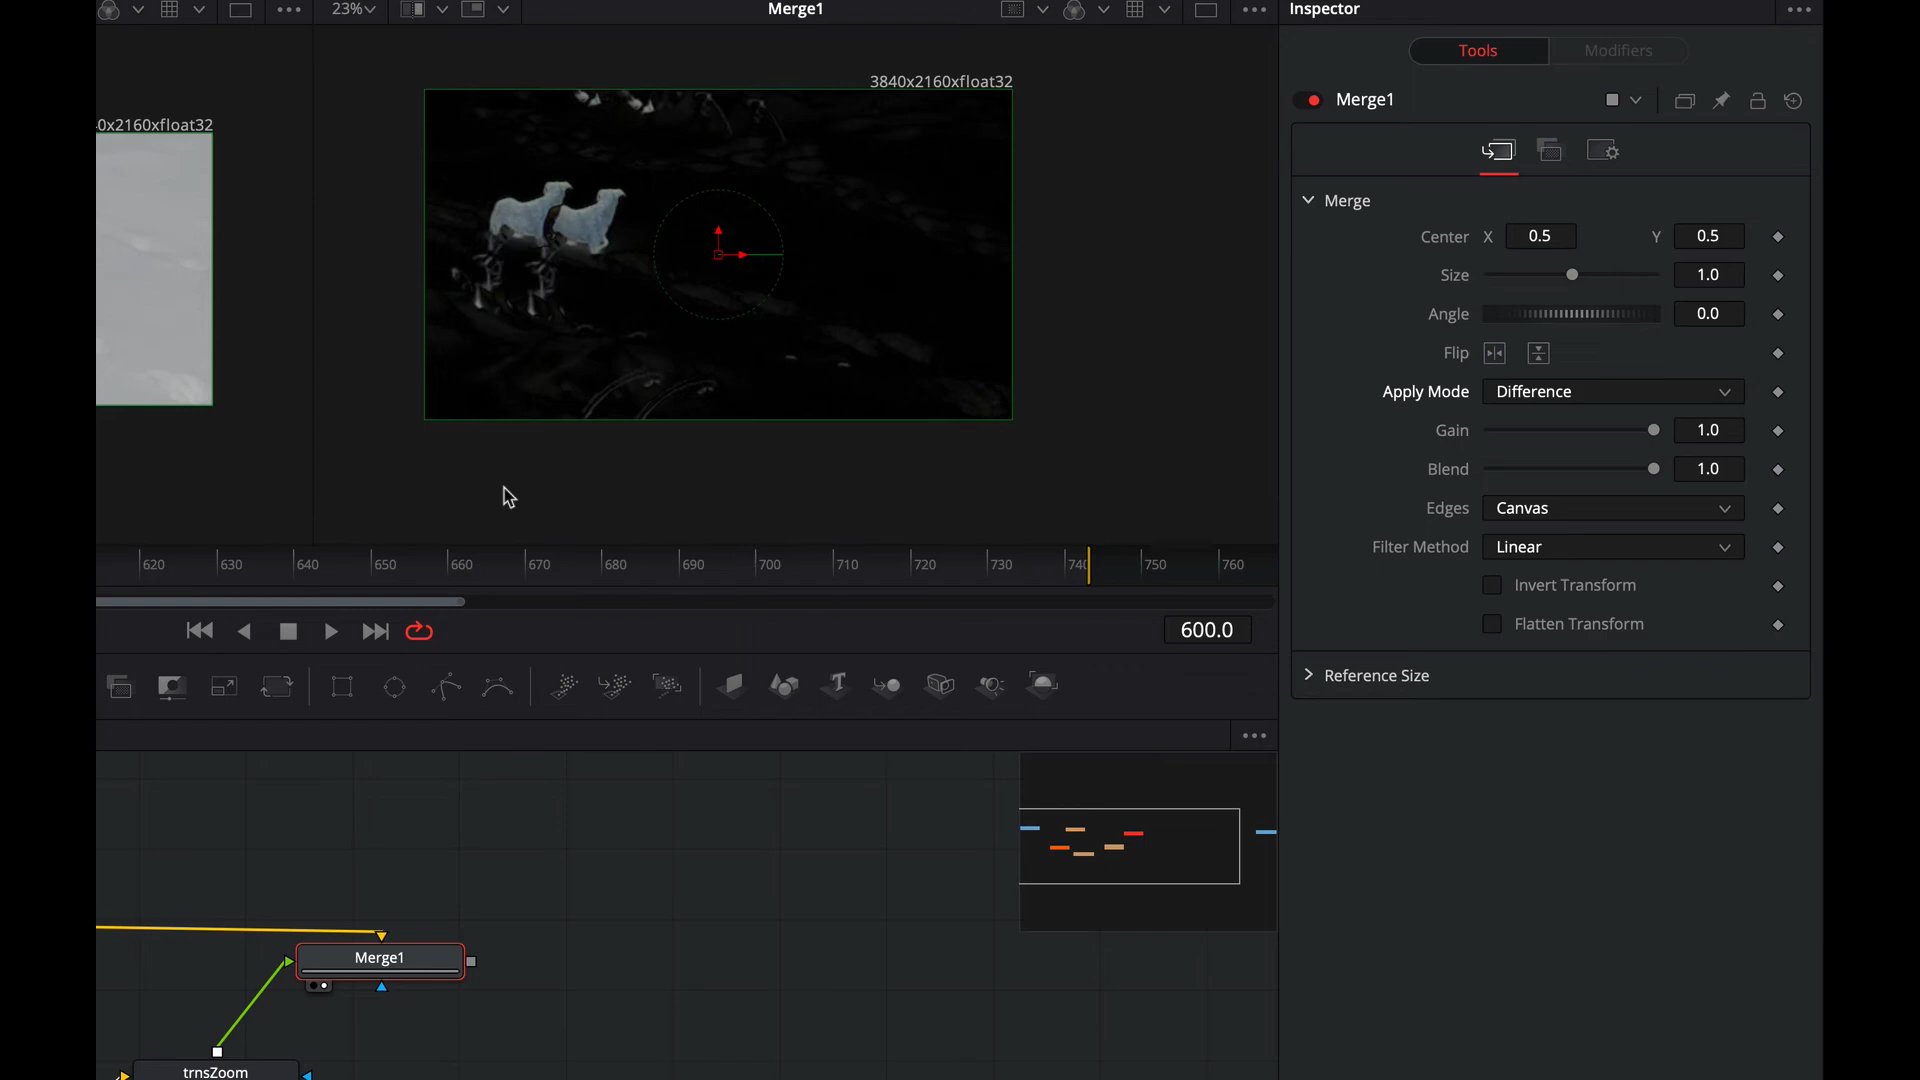 23%
Merge1
Inspector
Tools
Modifiers
3840x2160xfloat32
0x2160xfloat32
Merge1
Merge
Center X 0.5 Y 0.5
Size 1.0
Angle 0.0
Flip
Apply Mode Difference
Gain 1.0
Blend 1.0
Edges Canvas
Filter Method Linear
Invert Transform
Flatten Transform
Reference Size
620 630 640 650 660 670 680 690 700 710 720 730 740 750 760
600.0
Merge1
trnsZoom